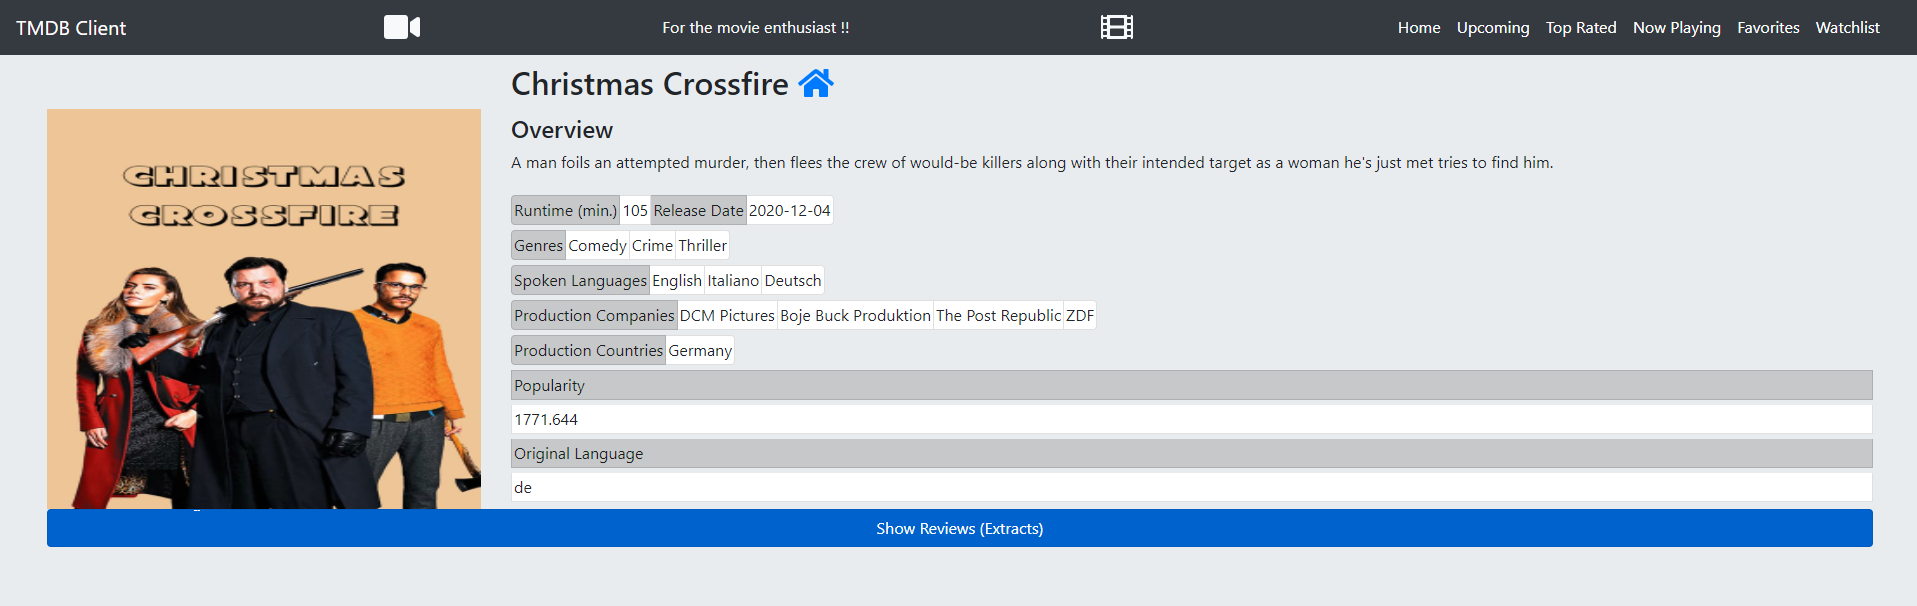 TMDB Client For the movie enthusiast !! Home Upcoming Top Rated Now Playing Favorites Watchlist
Christmas Crossfire
CHRISTMAS
CROSSFIRE
Overview
A man foils an attempted murder, then flees the crew of would-be killers along with their intended target as a woman he's just met tries to find him.
Runtime (min.) 105 Release Date 2020-12-04
Genres Comedy Crime Thriller
Spoken Languages English Italiano Deutsch
Production Companies DCM Pictures Boje Buck Produktion The Post Republic ZDF
Production Countries Germany
Popularity
1771.644
Original Language
de
Show Reviews (Extracts)